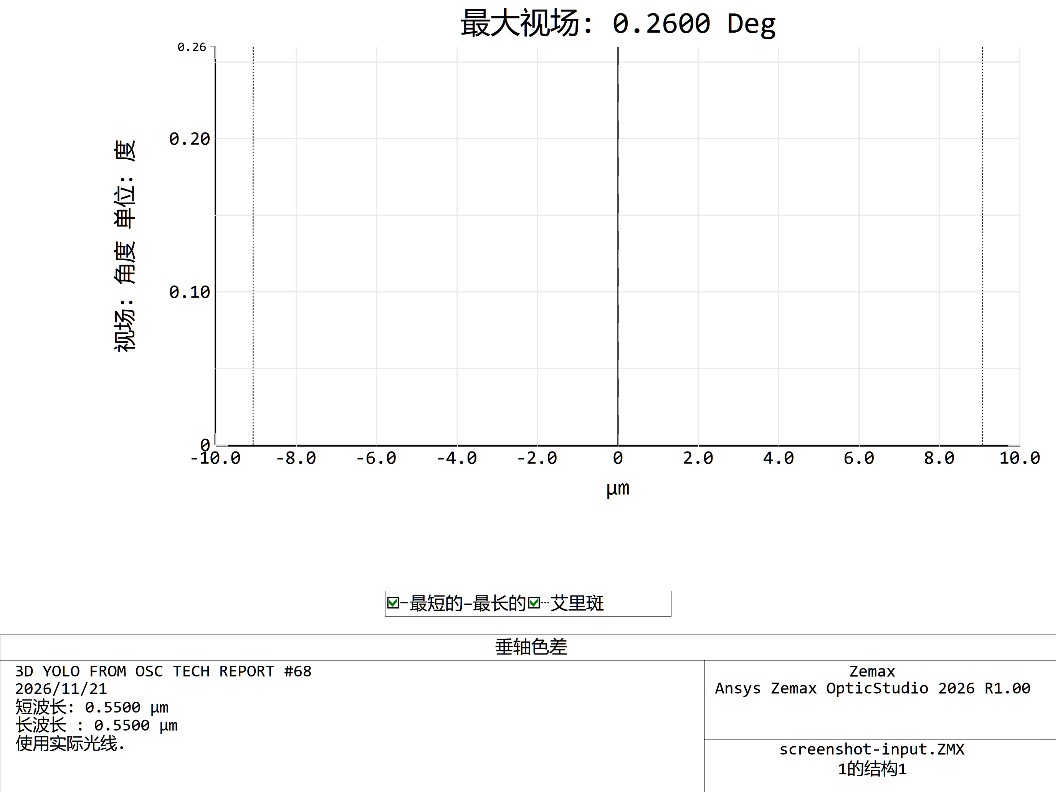 最大视场: 0.2600 Deg
0.26
0.20
0.10
0
视场: 角度 单位: 度
-10.0 -8.0 -6.0 -4.0 -2.0 0 2.0 4.0 6.0 8.0 10.0
µm
最短的-最长的 艾里斑
垂轴色差
3D YOLO FROM OSC TECH REPORT #68
2026/11/21
短波长: 0.5500 µm
长波长 : 0.5500 µm
使用实际光线.
Zemax
Ansys Zemax OpticStudio 2026 R1.00
screenshot-input.ZMX
1的结构1